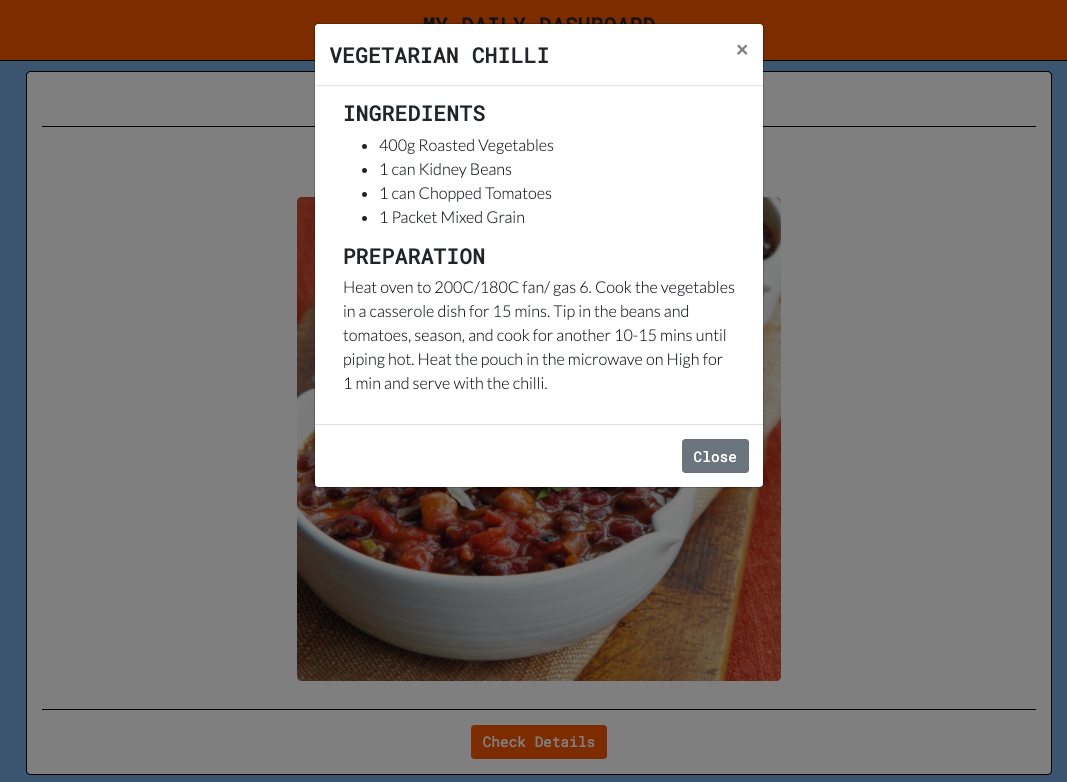 MY DAILY DASHBOARD
VEGETARIAN CHILLI
×
INGREDIENTS
• 400g Roasted Vegetables
• 1 can Kidney Beans
• 1 can Chopped Tomatoes
• 1 Packet Mixed Grain
PREPARATION
Heat oven to 200C/180C fan/ gas 6. Cook the vegetables
in a casserole dish for 15 mins. Tip in the beans and
tomatoes, season, and cook for another 10-15 mins until
piping hot. Heat the pouch in the microwave on High for
1 min and serve with the chilli.
Close
Check Details